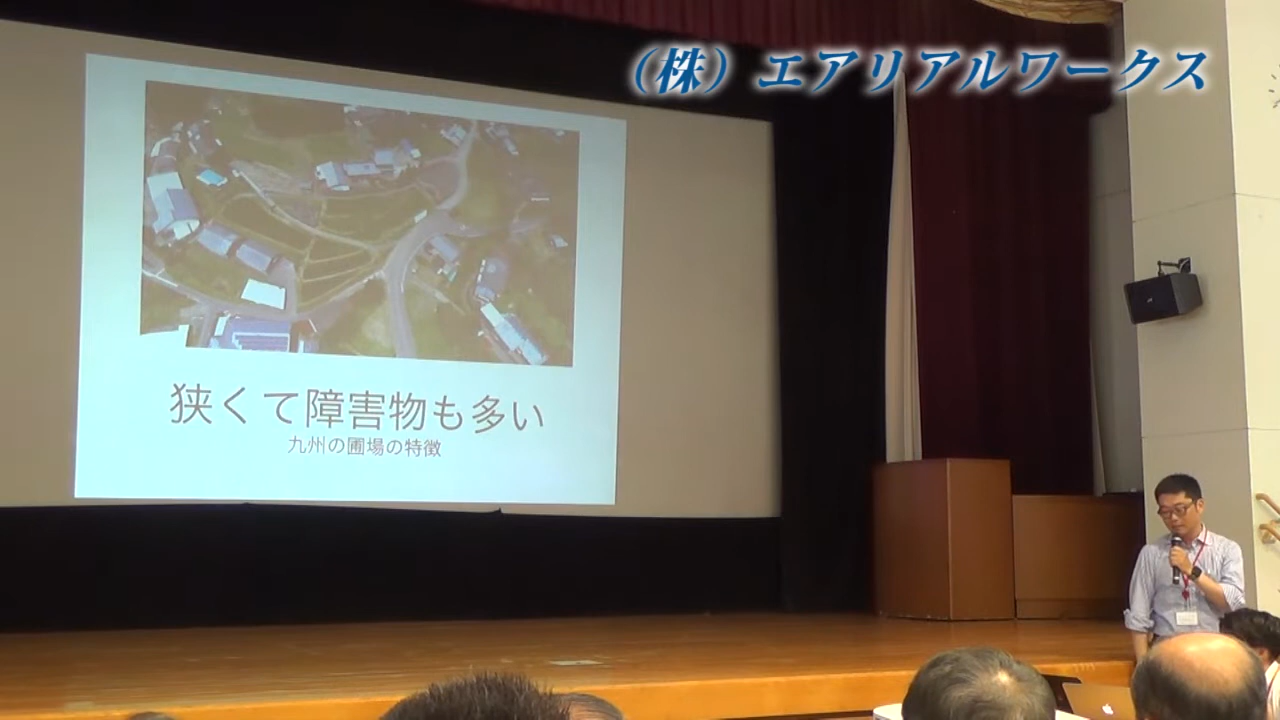 （株）エアリアルワークス
狭くて障害物も多い
九州の圃場の特徴